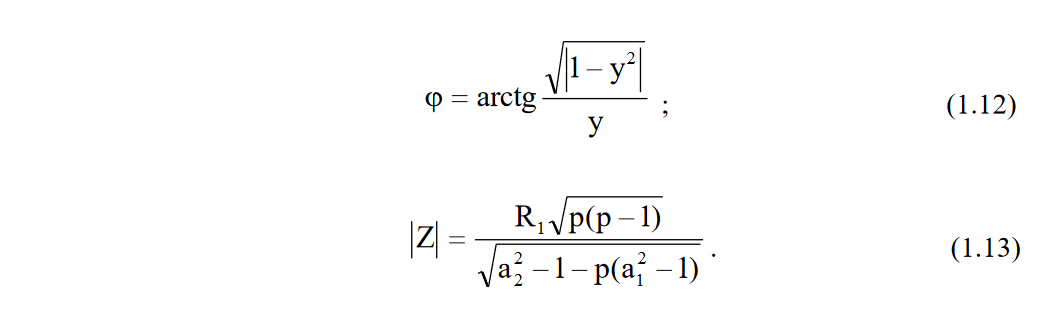 φ = arctg √|1 – y²| / y ; (1.12)
|Z| = R₁√p(p – 1) / √a₂² – 1 – p(a₁² – 1) . (1.13)